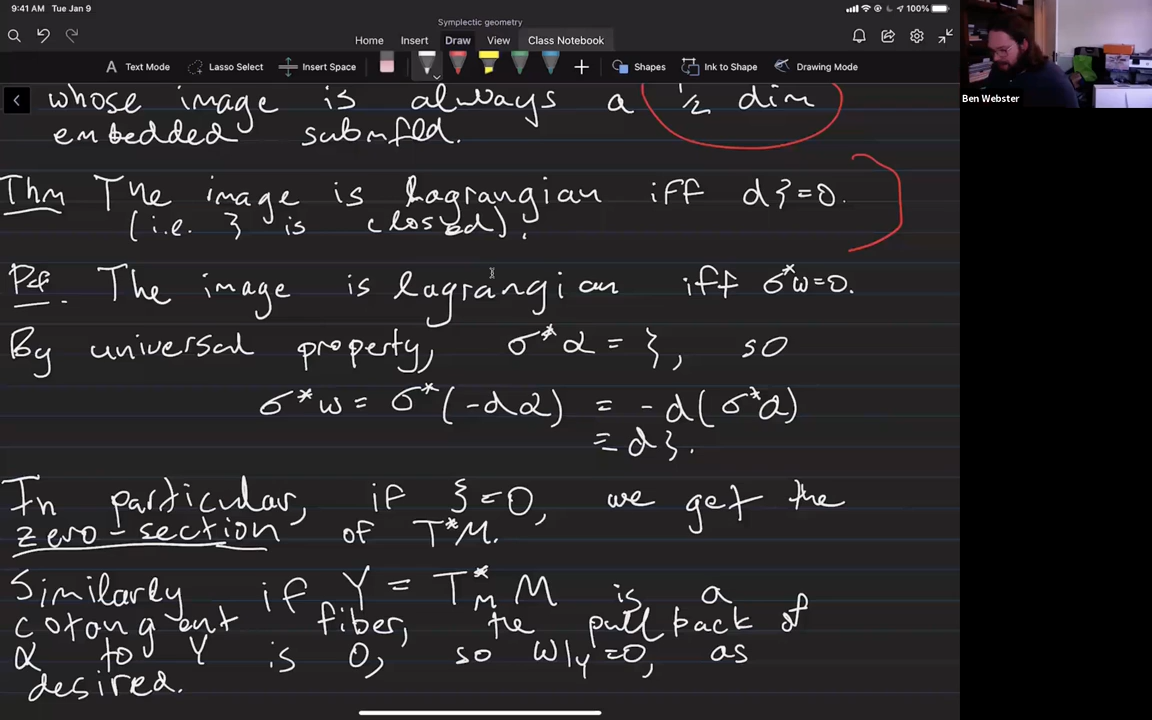 9:41 AM Tue Jan 9
100%
Symplectic geometry
Home Insert Draw View Class Notebook
Text Mode Lasso Select Insert Space Shapes Ink to Shape Drawing Mode
Ben Webster
whose image is always a 1/2 dim
embedded submfld.
Thm The image is Lagrangian iff dξ=0.
(i.e. ξ is closed).
Pf. The image is lagrangian iff σ*ω=0.
By universal property, σ*α = ξ, so
σ*ω = σ*(-dα) = -d(σ*α)
= dξ.
In particular, if ξ=0, we get the
zero-section of T*M.
Similarly if Y = T*_M M is a
cotangent fiber, the pullback of
α to Y is 0, so ω|_Y=0, as
desired.